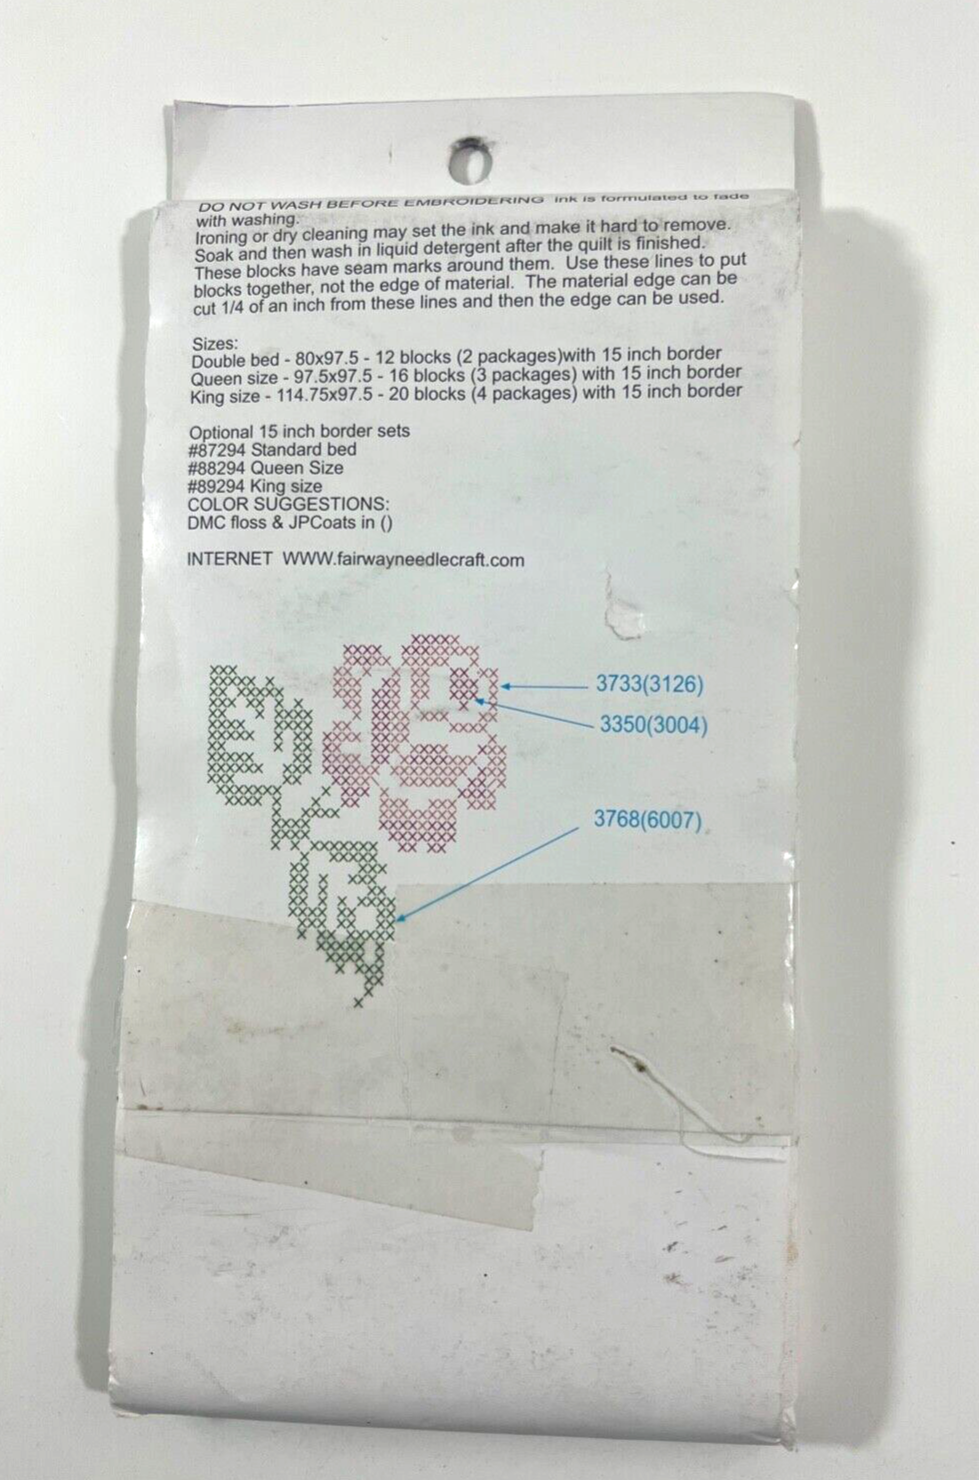 DO NOT WASH BEFORE EMBROIDERING ink is formulated to fade
with washing.
Ironing or dry cleaning may set the ink and make it hard to remove.
Soak and then wash in liquid detergent after the quilt is finished.
These blocks have seam marks around them. Use these lines to put
blocks together, not the edge of material. The material edge can be
cut 1/4 of an inch from these lines and then the edge can be used.
Sizes:
Double bed - 80x97.5 - 12 blocks (2 packages)with 15 inch border
Queen size - 97.5x97.5 - 16 blocks (3 packages) with 15 inch border
King size - 114.75x97.5 - 20 blocks (4 packages) with 15 inch border
Optional 15 inch border sets
#87294 Standard bed
#88294 Queen Size
#89294 King size
COLOR SUGGESTIONS:
DMC floss & JPCoats in ()
INTERNET WWW.fairwayneedlecraft.com
3733(3126)
3350(3004)
3768(6007)